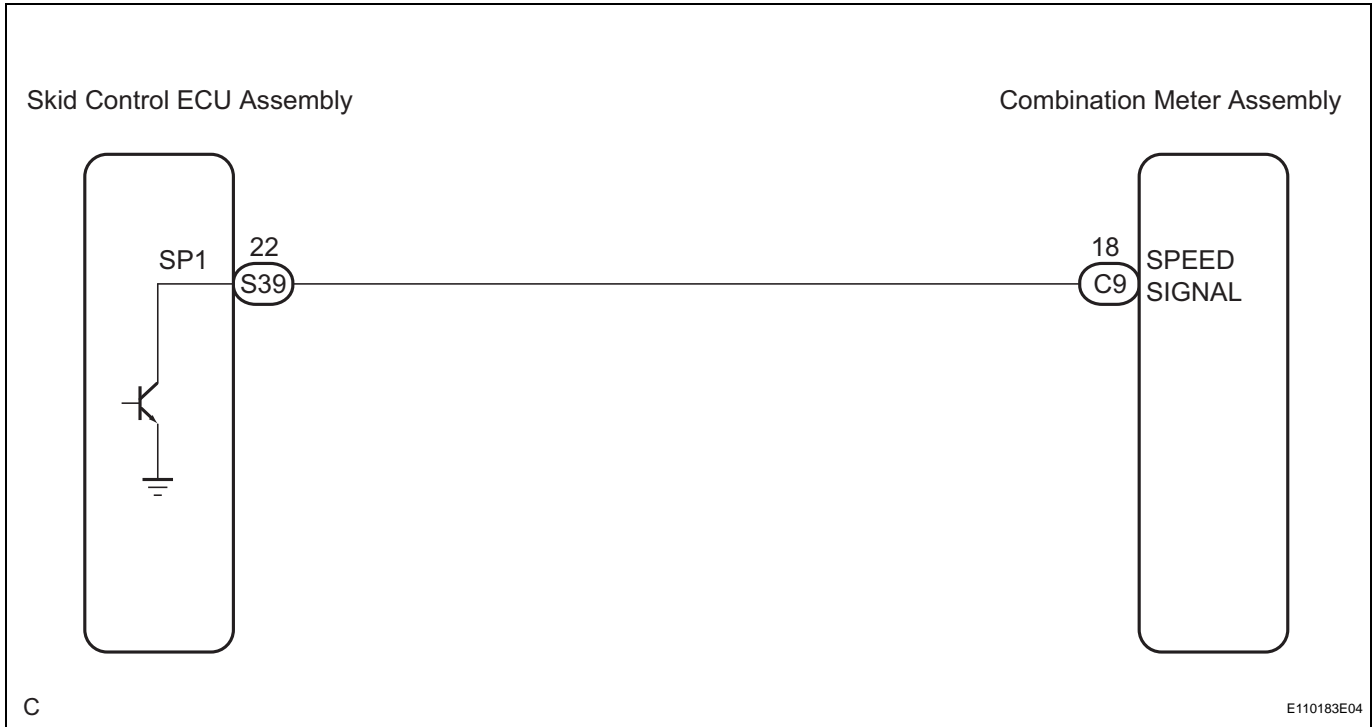 Skid Control ECU Assembly
Combination Meter Assembly
SP1
22
S39
18
C9
SPEED
SIGNAL
C
E110183E04